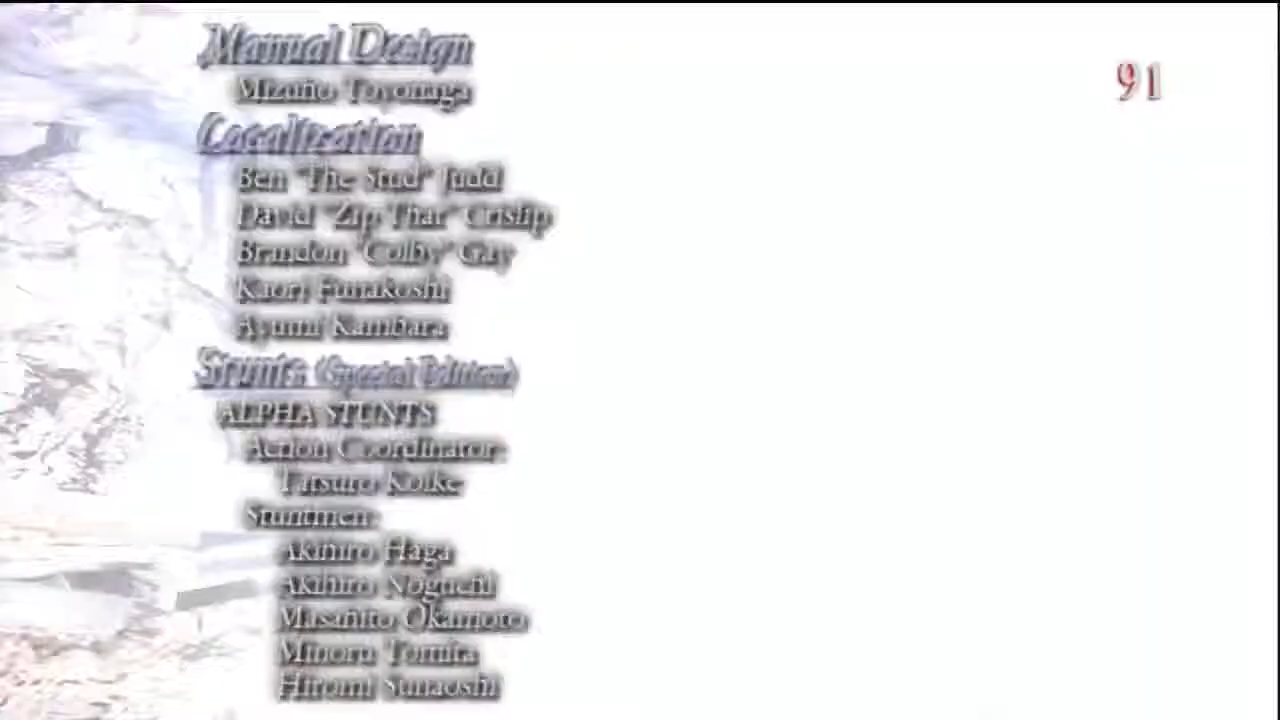 Manual Design
91
Mizuho Toyonaga
Localization
Ben "The Stud" Judd
David "Zip That" Crislip
Brandon "Colby" Gay
Kaori Funakoshi
Ayumi Kambara
Stunts (Special Edition)
ALPHA STUNTS
Action Coordinator:
Tatsuro Koike
Stuntmen:
Akihiro Haga
Akihiro Noguchi
Masahito Okamoto
Minoru Tomita
Hiromi Sunaoshi